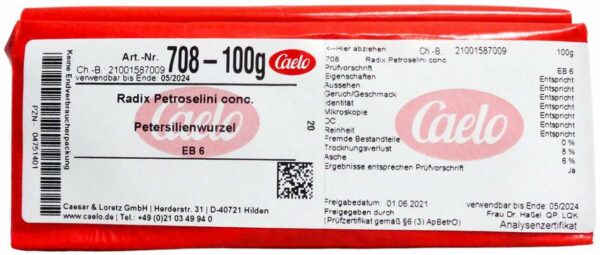 Keine Endverbraucherpackung
PZN: 04751401
Art.-Nr. 708-100g Caelo
Ch.-B.: 21001587009
verwendbar bis Ende: 05/2024
Radix Petroselini conc.
Petersilienwurzel
EB 6
20
Caelo
Caesar & Loretz GmbH | Herderstr. 31 | D-40721 Hilden
www.caelo.de | Tel.: +49 (0)21 03 49 94 0
<--Hier abziehen Ch.-B.: 21001587009 100g
708 Radix Petroselini conc.
Prüfvorschrift EB 6
Eigenschaften Entspricht
Aussehen Entspricht
Geruch/Geschmack Entspricht
Identität Entspricht
Mikroskopie Entspricht
DC Entspricht
Reinheit Entspricht
Fremde Bestandteile 0 %
Trocknungsverlust 8 %
Asche 6 %
Ergebnisse entsprechen Prüfvorschrift Ja
Caelo
Freigabedatum: 01.06.2021 verwendbar bis Ende: 05/2024
Freigegeben durch Frau Dr. Haßel QP, LQK
(Prüfzertifikat gemäß §6 (3) ApBetrO) Analysenzertifikat